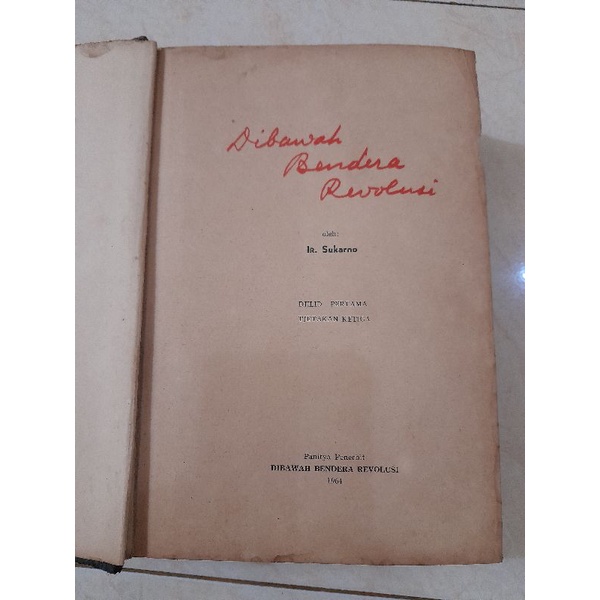 Dibawah
Bendera
Revolusi
oleh:
Ir. Sukarno
DJILID PERTAMA
TJETAKAN KETIGA
Panitya Penerbit
DIBAWAH BENDERA REVOLUSI
1964